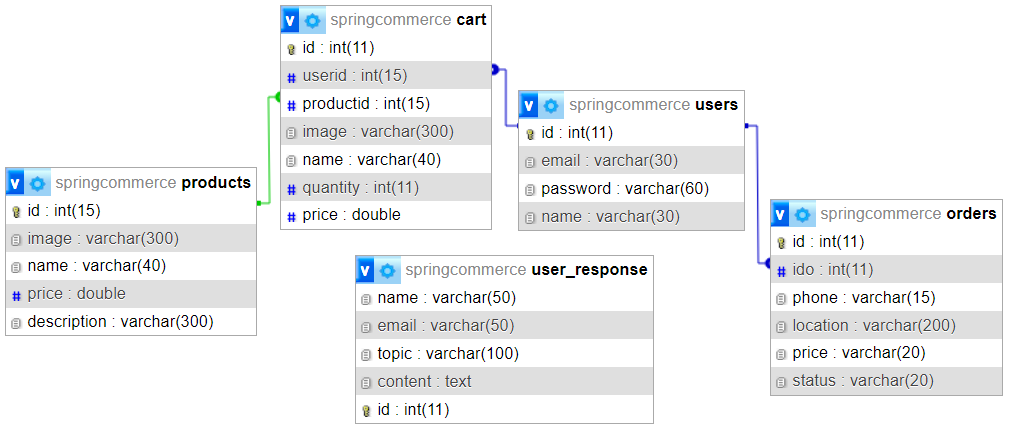 v springcommerce cart
id : int(11)
# userid : int(15)
# productid : int(15)
image : varchar(300)
name : varchar(40)
# quantity : int(11)
# price : double
v springcommerce users
id : int(11)
email : varchar(30)
password : varchar(60)
name : varchar(30)
v springcommerce products
id : int(15)
image : varchar(300)
name : varchar(40)
# price : double
description : varchar(300)
v springcommerce orders
id : int(11)
# ido : int(11)
phone : varchar(15)
location : varchar(200)
price : varchar(20)
status : varchar(20)
v springcommerce user_response
name : varchar(50)
email : varchar(50)
topic : varchar(100)
content : text
id : int(11)